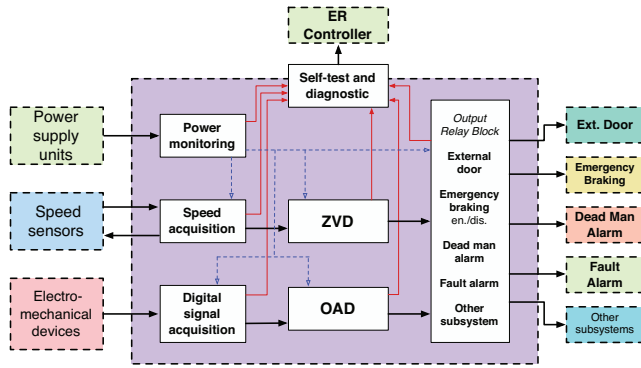 ER
Controller
Self-test and
diagnostic
Power
supply
units
Power
monitoring
Output
Relay Block
External
door
Emergency
braking
en./dis.
Dead man
alarm
Fault alarm
Other
subsystem
Ext. Door
Emergency
Braking
Speed
sensors
Speed
acquisition
ZVD
Dead Man
Alarm
Fault
Alarm
Electro-
mechanical
devices
Digital
signal
acquisition
OAD
Other
subsystems